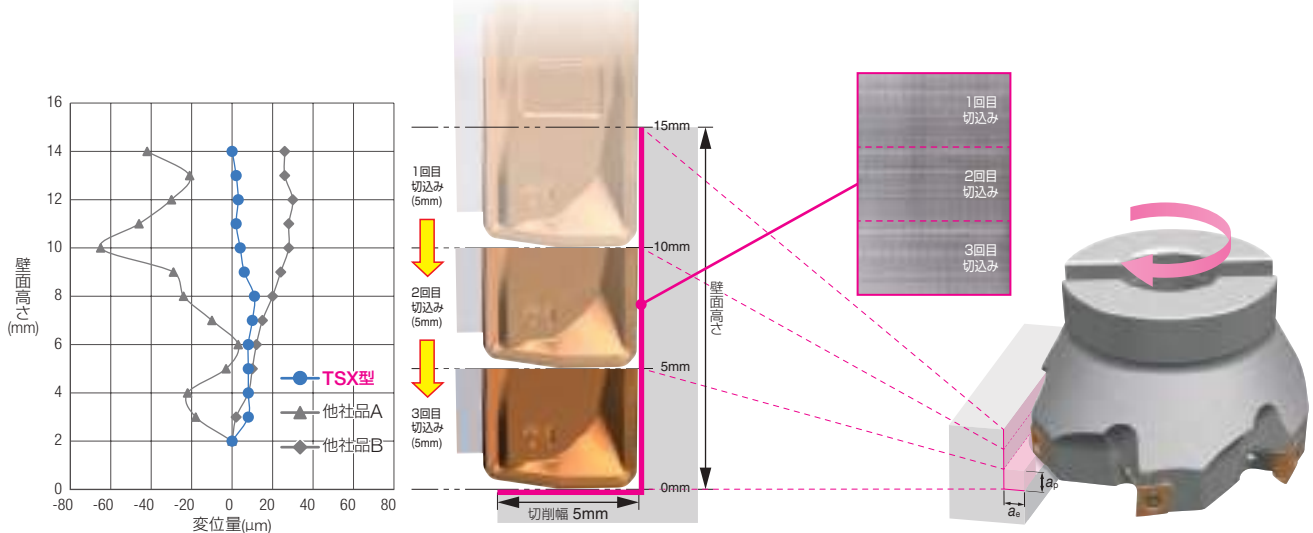 16
14
12
10
8
6
4
2
0
-80
-60
-40
-20
0
20
40
60
80
壁面高さ
(mm)
変位量(μm)
TSX型
他社品A
他社品B
1回目
切込み
(5mm)
2回目
切込み
(5mm)
3回目
切込み
(5mm)
15mm
10mm
5mm
0mm
壁面高さ
切削幅 5mm
1回目
切込み
2回目
切込み
3回目
切込み
ap
ae